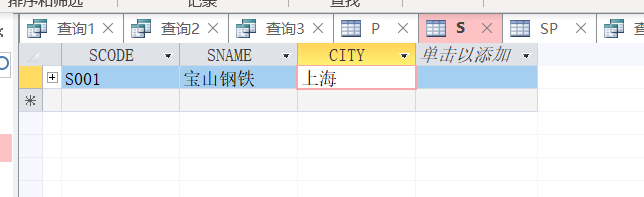 排序和筛选 记录 查找
查询1 查询2 查询3 P S SP
SCODE SNAME CITY 单击以添加
S001 宝山钢铁 上海